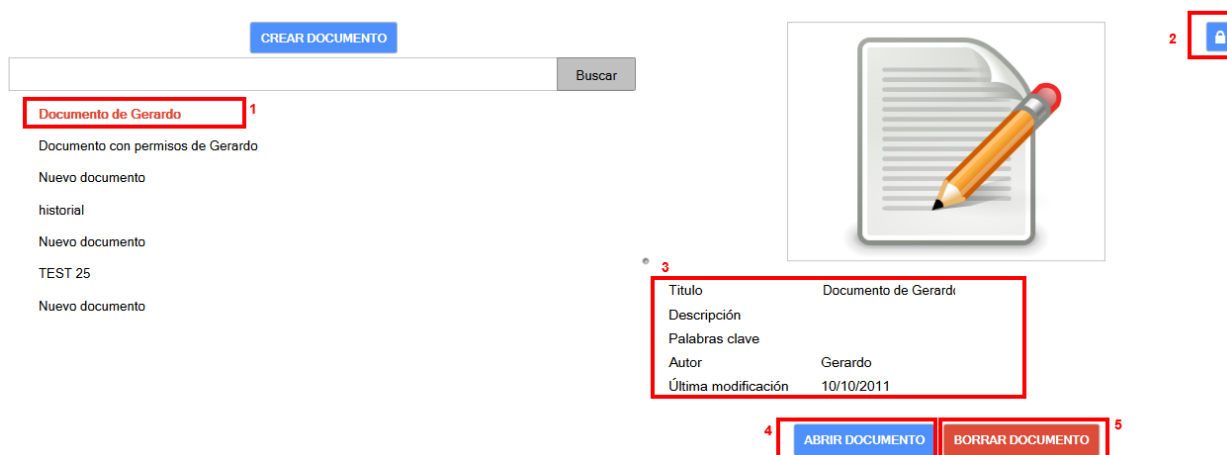 CREAR DOCUMENTO
Buscar
Documento de Gerardo 1
Documento con permisos de Gerardo
Nuevo documento
historial
Nuevo documento
TEST 25
Nuevo documento
2
3
Titulo Documento de Gerardo
Descripción
Palabras clave
Autor Gerardo
Última modificación 10/10/2011
4 ABRIR DOCUMENTO BORRAR DOCUMENTO 5